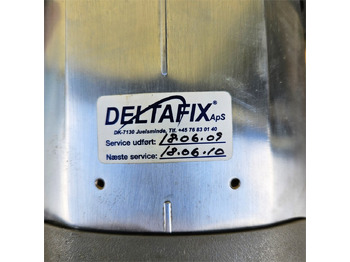 DELTAFIX®
ApS
DK-7130 Juelsminde, Tlf. +45 75 83 01 40
Service udført: 18.06.09
Næste service: 18.06.10